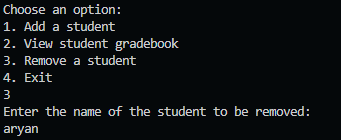 Choose an option:
1. Add a student
2. View student gradebook
3. Remove a student
4. Exit
3
Enter the name of the student to be removed:
aryan